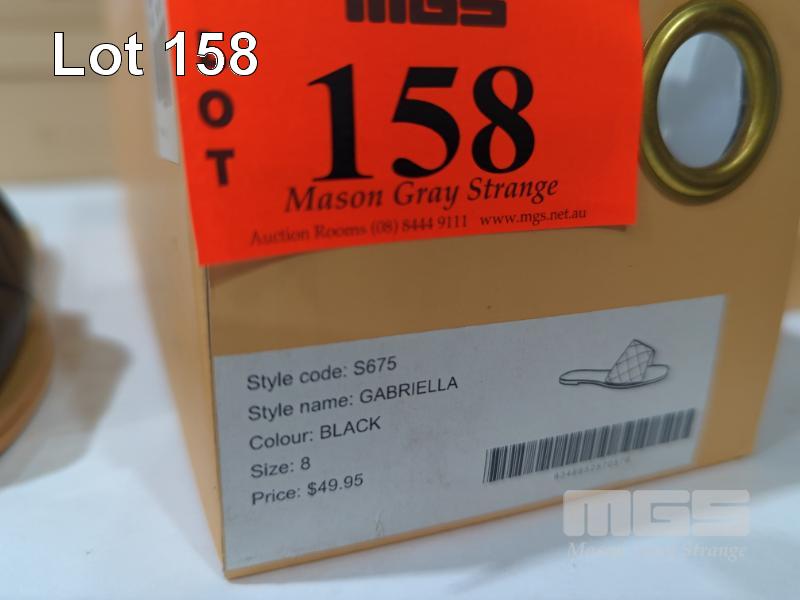 Lot 158
MGS
LOT
158
Mason Gray Strange
Auction Rooms (08) 8444 9111 www.mgs.net.au
Style code: S675
Style name: GABRIELLA
Colour: BLACK
Size: 8
Price: $49.95
MGS
Mason Gray Strange